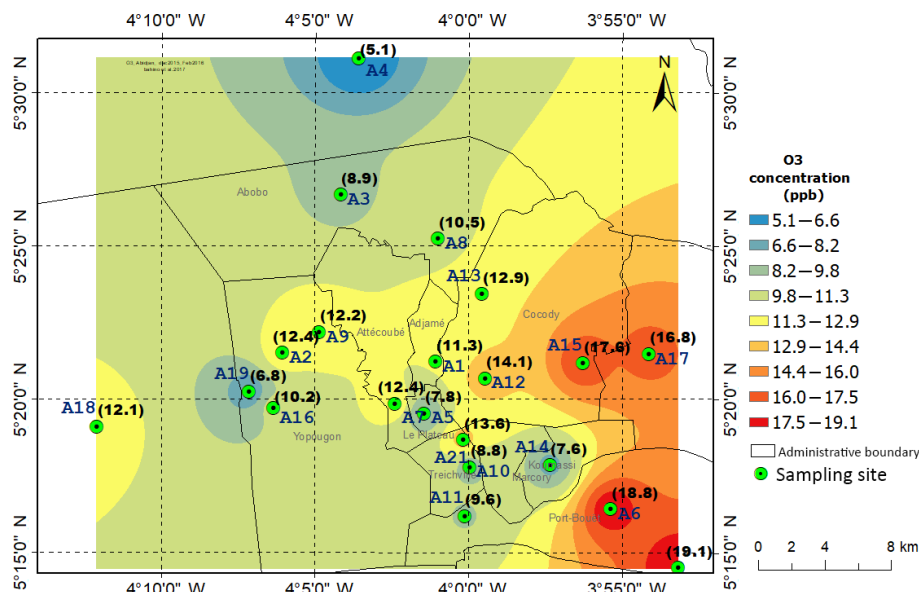 4°10'0" W 4°5'0" W 4°0'0" W 3°55'0" W
(5.1)
A4
N
5°30'0" N
5°30'0" N
Abobo
(8.9)
A3
(10.5)
A8
5°25'0" N
5°25'0" N
A13
(12.9)
Cocody
(12.2)
A9
Attécoubé
Adjamé
(12.4)
A2
(11.3)
A1
A15
(17.6)
(16.8)
A17
(14.1)
A12
A19
(6.8)
5°20'0" N
5°20'0" N
A18
(12.1)
(10.2)
A16
Yopougon
(12.4)
A7
(7.8)
A5
Le Plateau
(13.6)
A21
(8.8)
A10
Treichville
A14
(7.6)
Marcory
A11
(9.6)
(18.8)
A6
Port-Bouët
5°15'0" N
5°15'0" N
(19.1)
4°10'0" W 4°5'0" W 4°0'0" W 3°55'0" W
O3
concentration
(ppb)
5.1–6.6
6.6–8.2
8.2–9.8
9.8–11.3
11.3–12.9
12.9–14.4
14.4–16.0
16.0–17.5
17.5–19.1
Administrative boundary
Sampling site
0 2 4 8 km